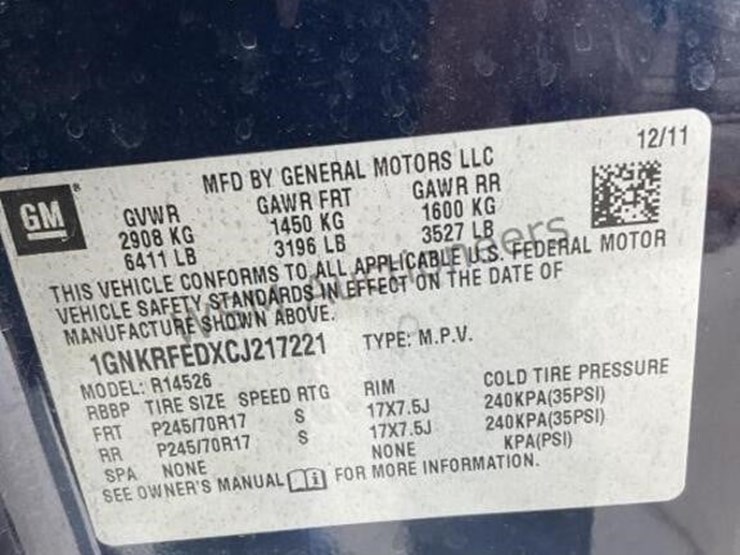 12/11
MFD BY GENERAL MOTORS LLC
GM®
GVWR GAWR FRT GAWR RR
2908 KG 1450 KG 1600 KG
6411 LB 3196 LB 3527 LB
THIS VEHICLE CONFORMS TO ALL APPLICABLE U.S. FEDERAL MOTOR
VEHICLE SAFETY STANDARDS IN EFFECT ON THE DATE OF
MANUFACTURE SHOWN ABOVE.
1GNKRFEDXCJ217221 TYPE: M.P.V.
MODEL: R14526
RBBP TIRE SIZE SPEED RTG RIM COLD TIRE PRESSURE
FRT P245/70R17 S 17X7.5J 240KPA(35PSI)
RR P245/70R17 S 17X7.5J 240KPA(35PSI)
SPA NONE NONE KPA(PSI)
SEE OWNER'S MANUAL FOR MORE INFORMATION.